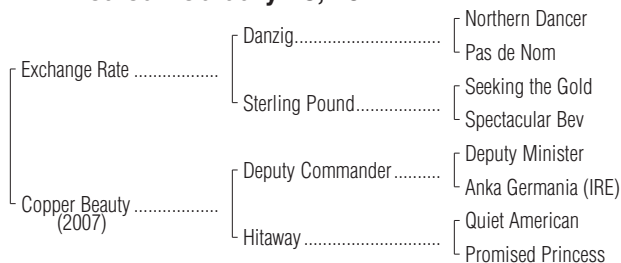 Northern Dancer
Danzig
Pas de Nom
Exchange Rate
Seeking the Gold
Sterling Pound
Spectacular Bev
Deputy Minister
Deputy Commander
Anka Germania (IRE)
Copper Beauty
(2007)
Quiet American
Hitaway
Promised Princess